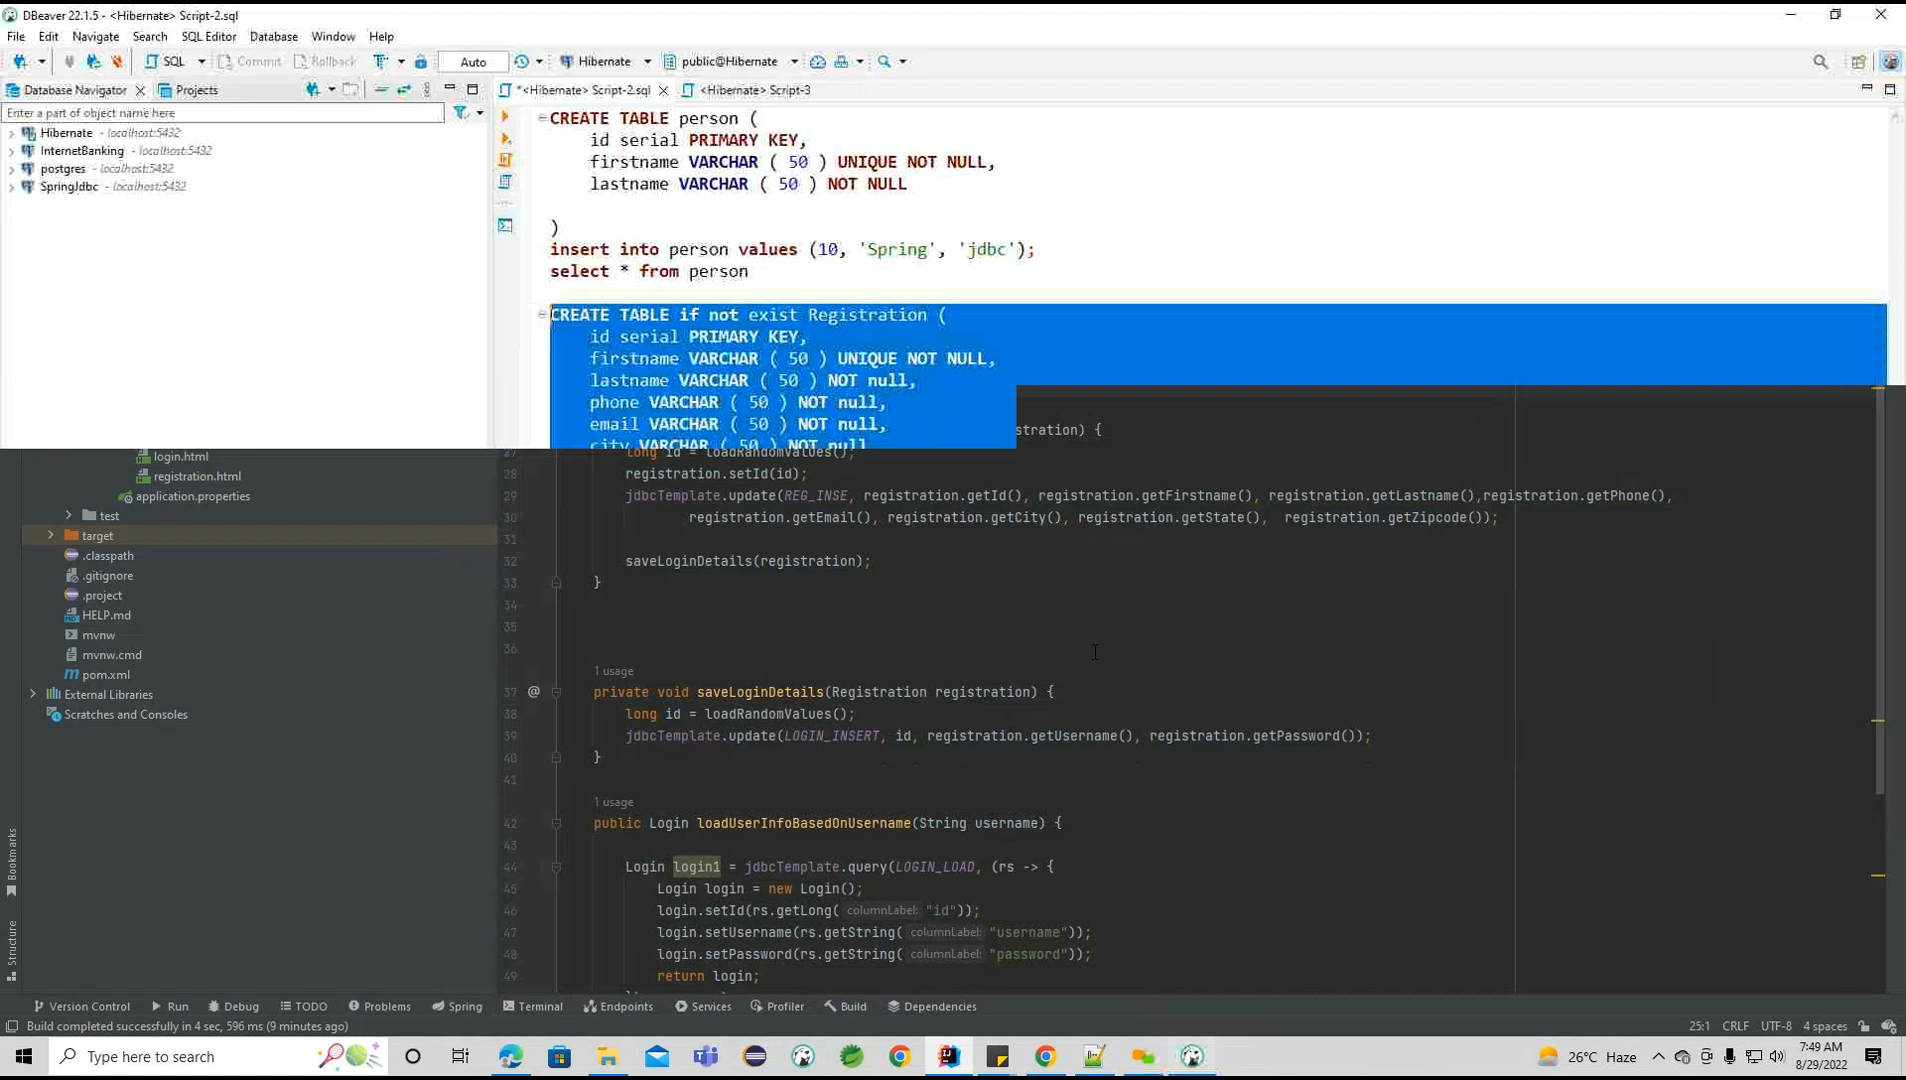 DBeaver 22.1.5 - <Hibernate> Script-2.sql
File Edit Navigate Search SQL Editor Database Window Help
SQL Commit Rollback Auto Hibernate public@Hibernate
Database Navigator Projects *<Hibernate> Script-2.sql <Hibernate> Script-3
Enter a part of object name here
Hibernate - localhost:5432
InternetBanking - localhost:5432
postgres - localhost:5432
SpringJdbc - localhost:5432
CREATE TABLE person (
id serial PRIMARY KEY,
firstname VARCHAR ( 50 ) UNIQUE NOT NULL,
lastname VARCHAR ( 50 ) NOT NULL
)
insert into person values (10, 'Spring', 'jdbc');
select * from person
CREATE TABLE if not exist Registration (
id serial PRIMARY KEY,
firstname VARCHAR ( 50 ) UNIQUE NOT NULL,
lastname VARCHAR ( 50 ) NOT null,
phone VARCHAR ( 50 ) NOT null,
email VARCHAR ( 50 ) NOT null,
city VARCHAR ( 50 ) NOT null
login.html
registration.html
application.properties
test
target
.classpath
.gitignore
.project
HELP.md
mvnw
mvnw.cmd
pom.xml
External Libraries
Scratches and Consoles
Bookmarks
Structure
istration) {
27 long id = loadRandomValues();
28 registration.setId(id);
29 jdbcTemplate.update(REG_INSE, registration.getId(), registration.getFirstname(), registration.getLastname(),registration.getPhone(),
30 registration.getEmail(), registration.getCity(), registration.getState(), registration.getZipcode());
31
32 saveLoginDetails(registration);
33 }
34
35
36
1 usage
37 @ private void saveLoginDetails(Registration registration) {
38 long id = loadRandomValues();
39 jdbcTemplate.update(LOGIN_INSERT, id, registration.getUsername(), registration.getPassword());
40 }
41
1 usage
42 public Login loadUserInfoBasedOnUsername(String username) {
43
44 Login login1 = jdbcTemplate.query(LOGIN_LOAD, (rs -> {
45 Login login = new Login();
46 login.setId(rs.getLong( columnLabel: "id"));
47 login.setUsername(rs.getString( columnLabel: "username"));
48 login.setPassword(rs.getString( columnLabel: "password"));
49 return login;
Version Control Run Debug TODO Problems Spring Terminal Endpoints Services Profiler Build Dependencies
Build completed successfully in 4 sec, 596 ms (9 minutes ago) 25:1 CRLF UTF-8 4 spaces
Type here to search 26°C Haze 7:49 AM
8/29/2022